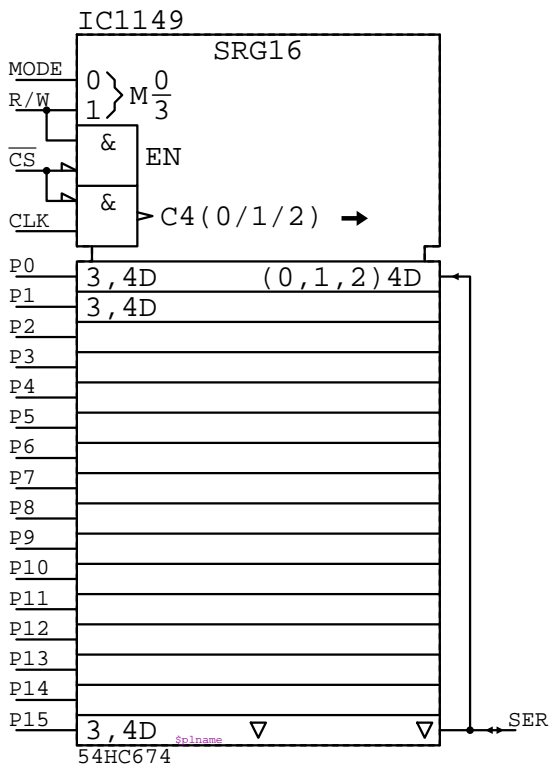 IC1149
SRG16
MODE
0
0
M
R/W
1
3
&
EN
CS
&
C4(0/1/2)
CLK
P0
3,4D
(0,1,2)4D
P1
3,4D
P2
P3
P4
P5
P6
P7
P8
P9
P10
P11
P12
P13
P14
P15
3,4D
$plname
SER
54HC674